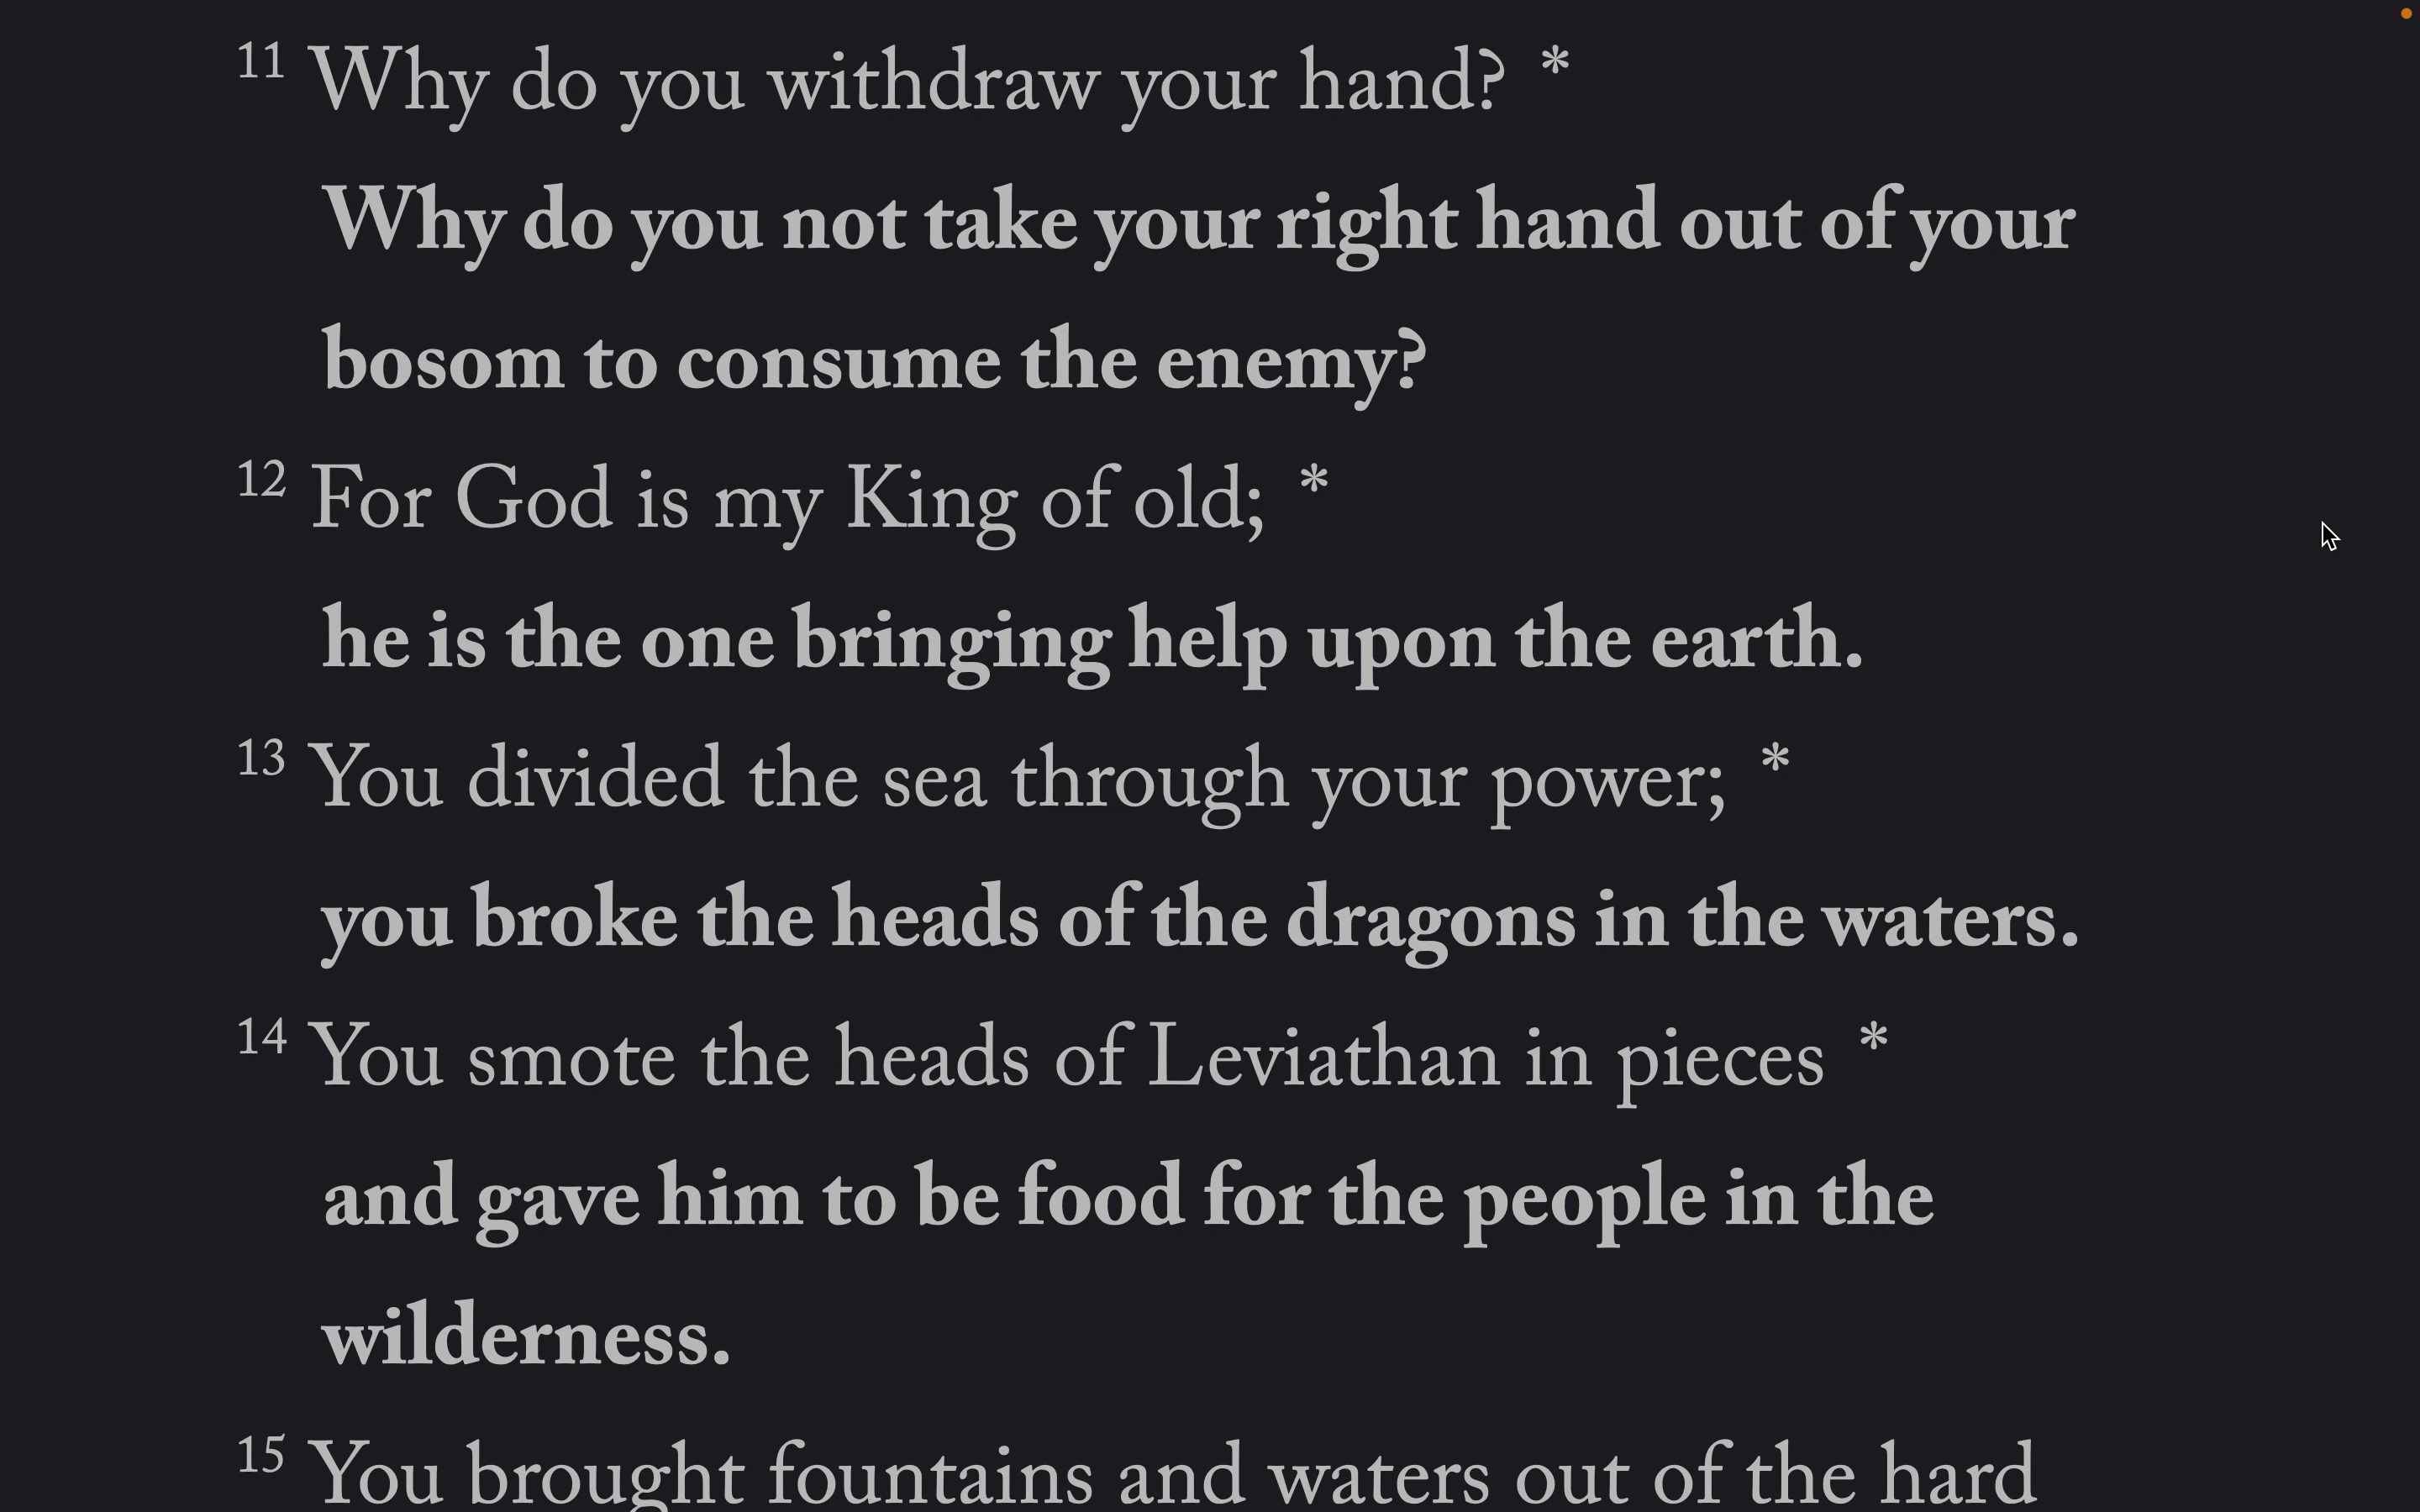 11 Why do you withdraw your hand? *
Why do you not take your right hand out of your
bosom to consume the enemy?
12 For God is my King of old; *
he is the one bringing help upon the earth.
13 You divided the sea through your power; *
you broke the heads of the dragons in the waters.
14 You smote the heads of Leviathan in pieces *
and gave him to be food for the people in the
wilderness.
15 You brought fountains and waters out of the hard